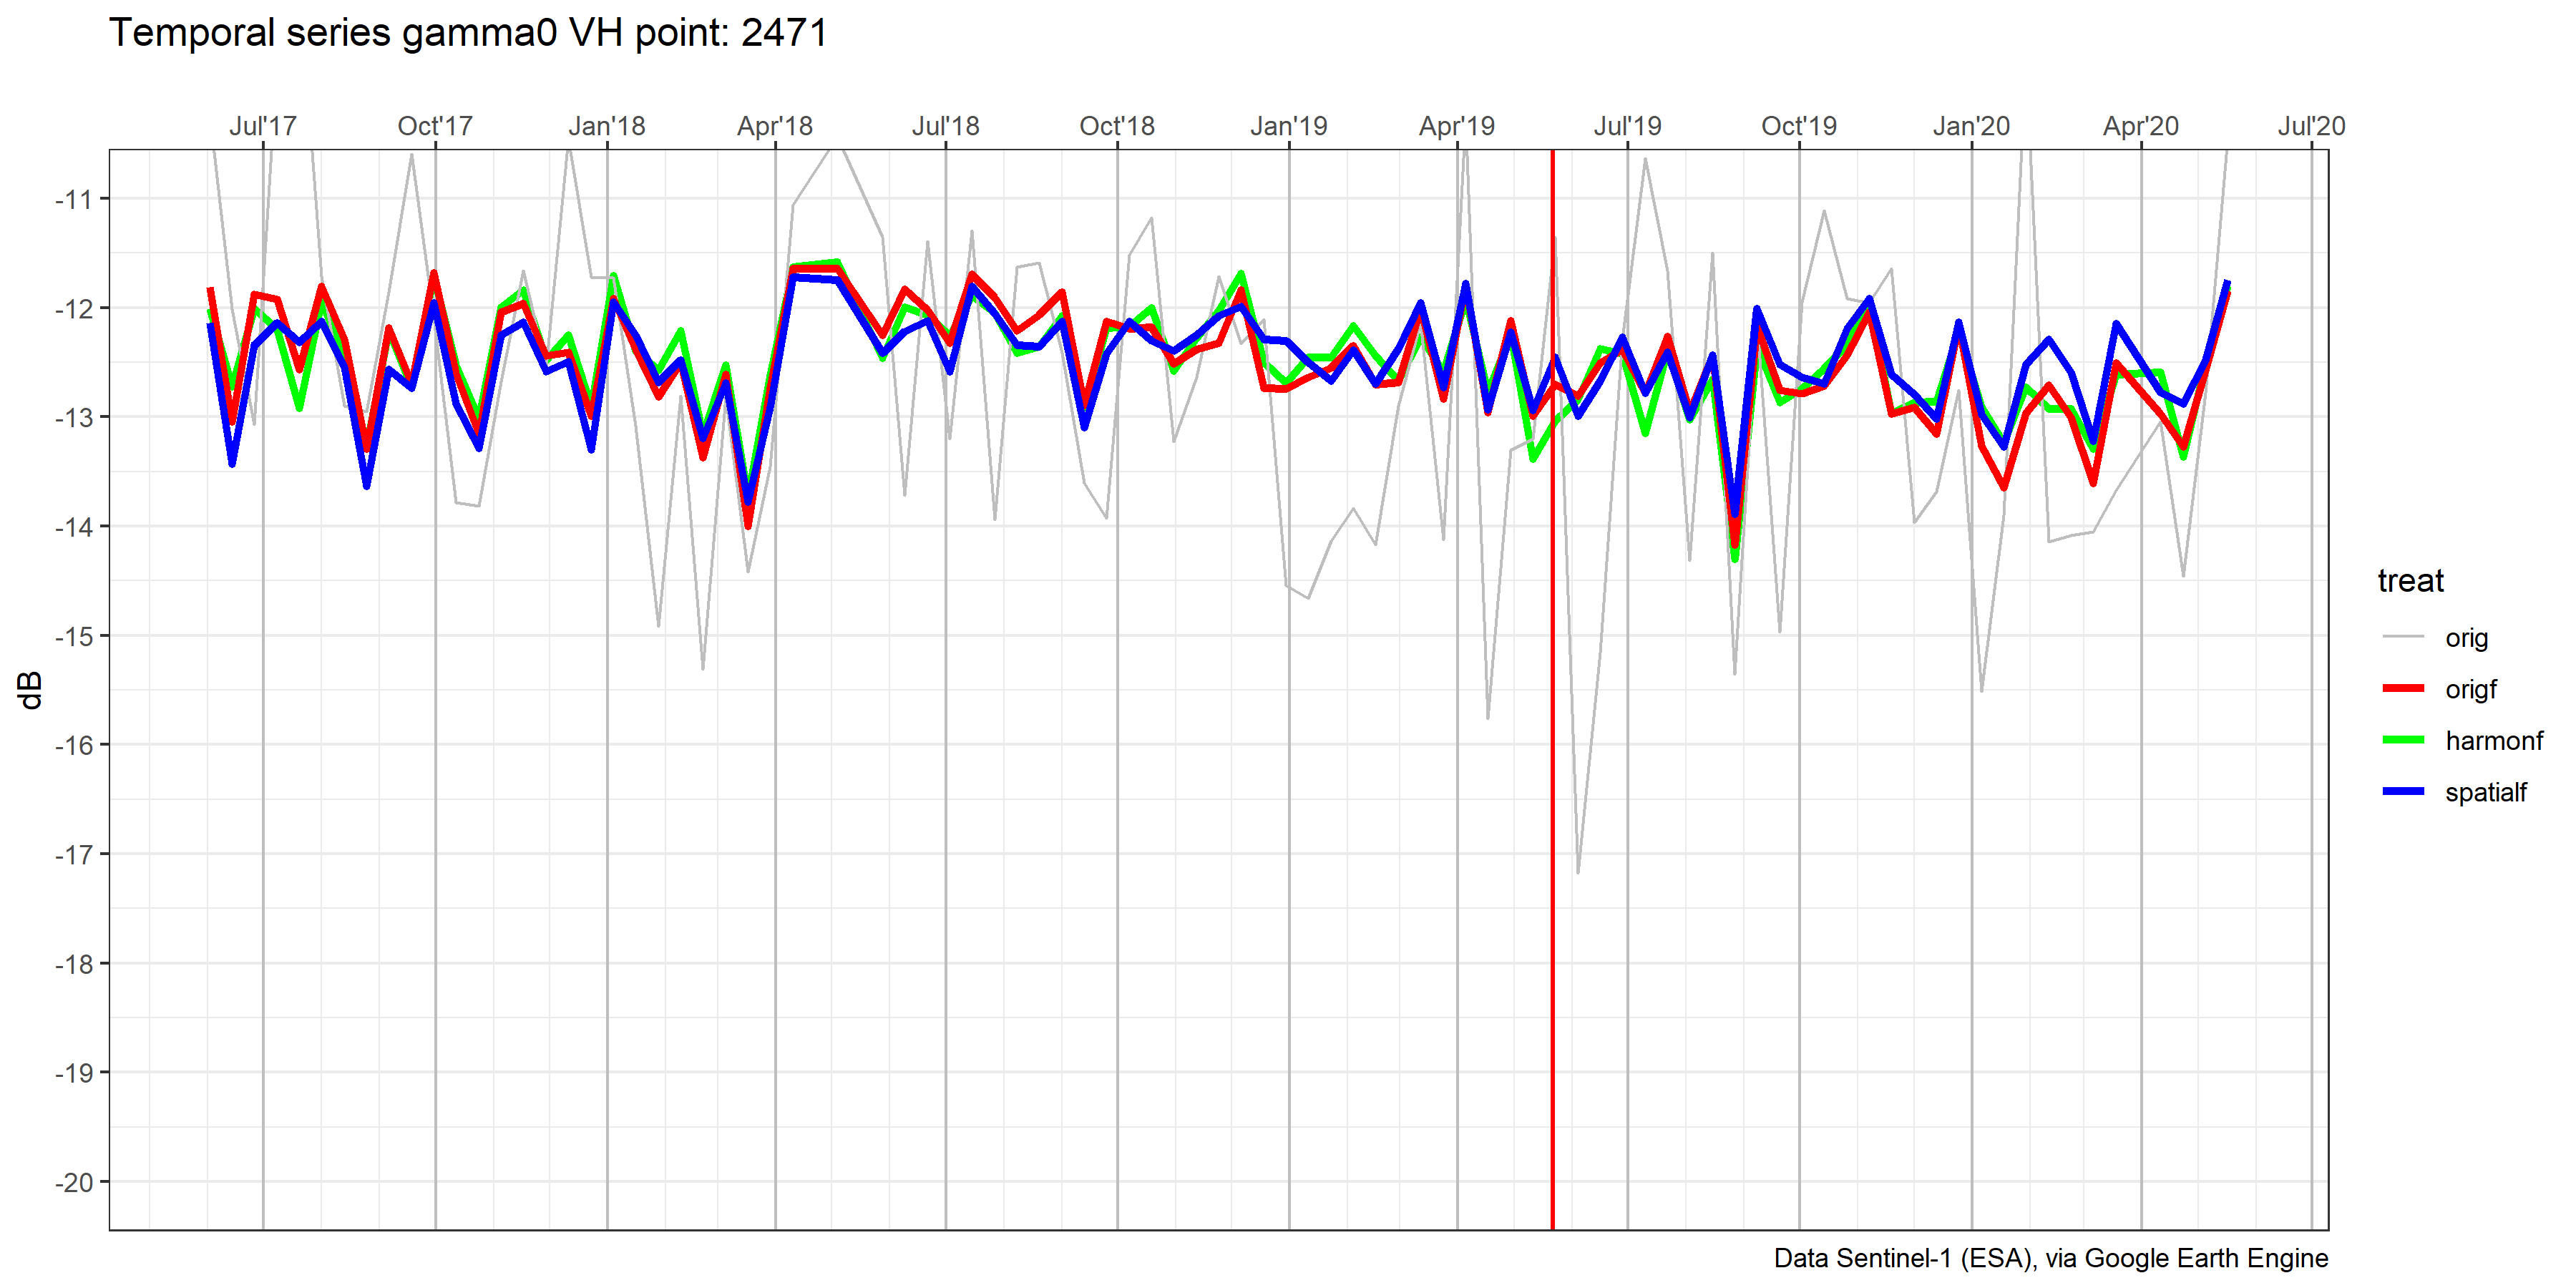 Temporal series gamma0 VH point: 2471
Jul'17 Oct'17 Jan'18 Apr'18 Jul'18 Oct'18 Jan'19 Apr'19 Jul'19 Oct'19 Jan'20 Apr'20 Jul'20
-11
-12
-13
-14
-15
-16
-17
-18
-19
-20
dB
treat
orig
origf
harmonf
spatialf
Data Sentinel-1 (ESA), via Google Earth Engine